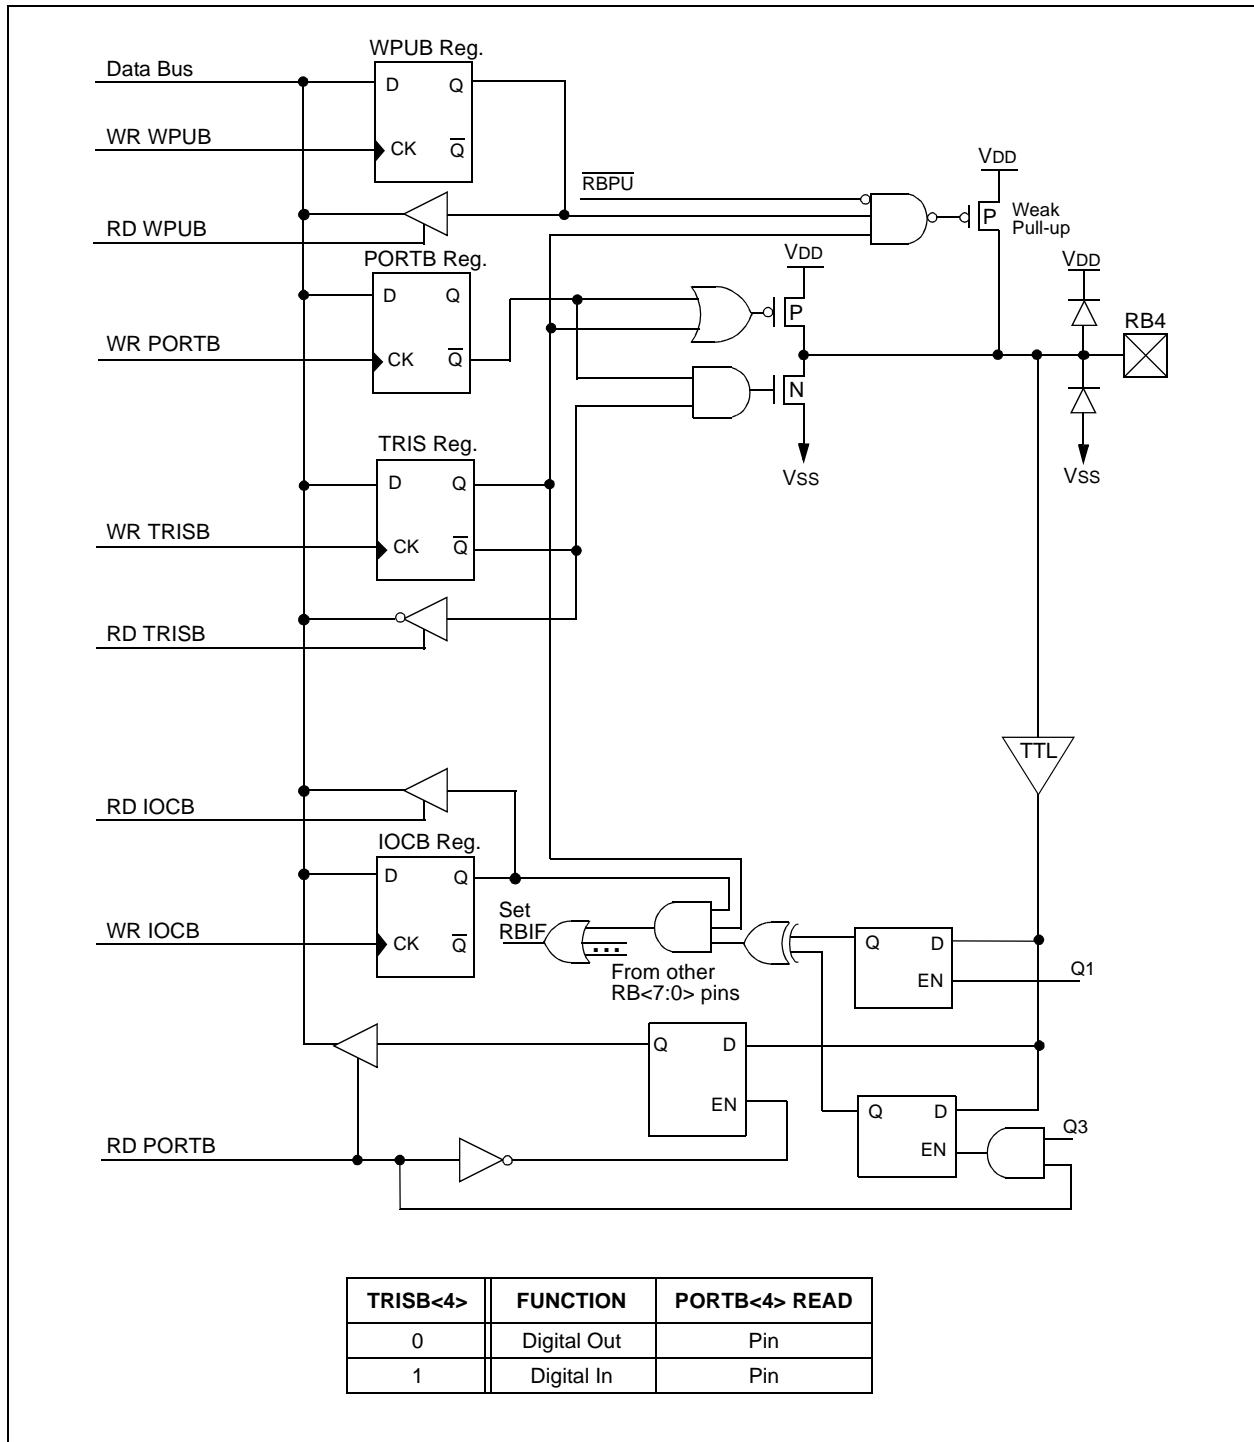 WPUB Reg.
Data Bus
D Q
WR WPUB
CK Q
VDD
RBPU
P Weak
Pull-up
RD WPUB
PORTB Reg.
VDD
VDD
D Q
P
RB4
WR PORTB
CK Q
N
TRIS Reg.
VSS
VSS
D Q
WR TRISB
CK Q
RD TRISB
TTL
RD IOCB
IOCB Reg.
D Q
Set
RBIF
WR IOCB
CK Q
...
From other
RB<7:0> pins
Q D
EN
Q1
Q D
EN
Q D
EN
Q3
RD PORTB
TRISB<4> FUNCTION PORTB<4> READ
0 Digital Out Pin
1 Digital In Pin